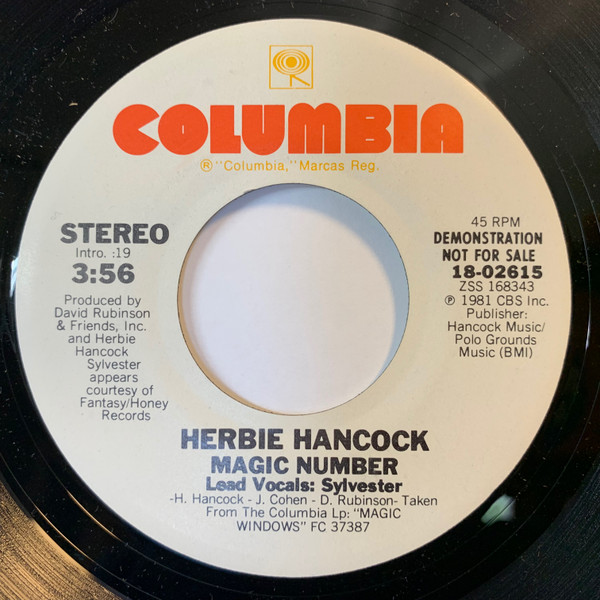 COLUMBIA
®"Columbia," Marcas Reg.
STEREO
Intro. :19
3:56
Produced by
David Rubinson
& Friends, Inc.
and Herbie
Hancock
Sylvester
appears
courtesy of
Fantasy/Honey
Records
45 RPM
DEMONSTRATION
NOT FOR SALE
18-02615
ZSS 168343
℗ 1981 CBS Inc.
Publisher:
Hancock Music/
Polo Grounds
Music (BMI)
HERBIE HANCOCK
MAGIC NUMBER
Lead Vocals: Sylvester
-H. Hancock - J. Cohen - D. Rubinson- Taken
From The Columbia Lp: "MAGIC
WINDOWS" FC 37387